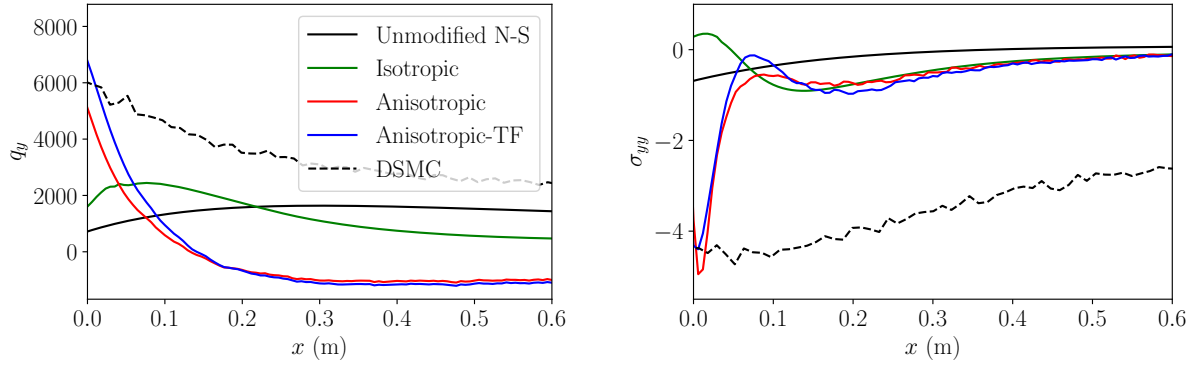 8000
6000
4000
2000
0
q_y
0.0 0.1 0.2 0.3 0.4 0.5 0.6
x (m)
Unmodified N-S
Isotropic
Anisotropic
Anisotropic-TF
DSMC
0
−2
−4
σ_yy
0.0 0.1 0.2 0.3 0.4 0.5 0.6
x (m)